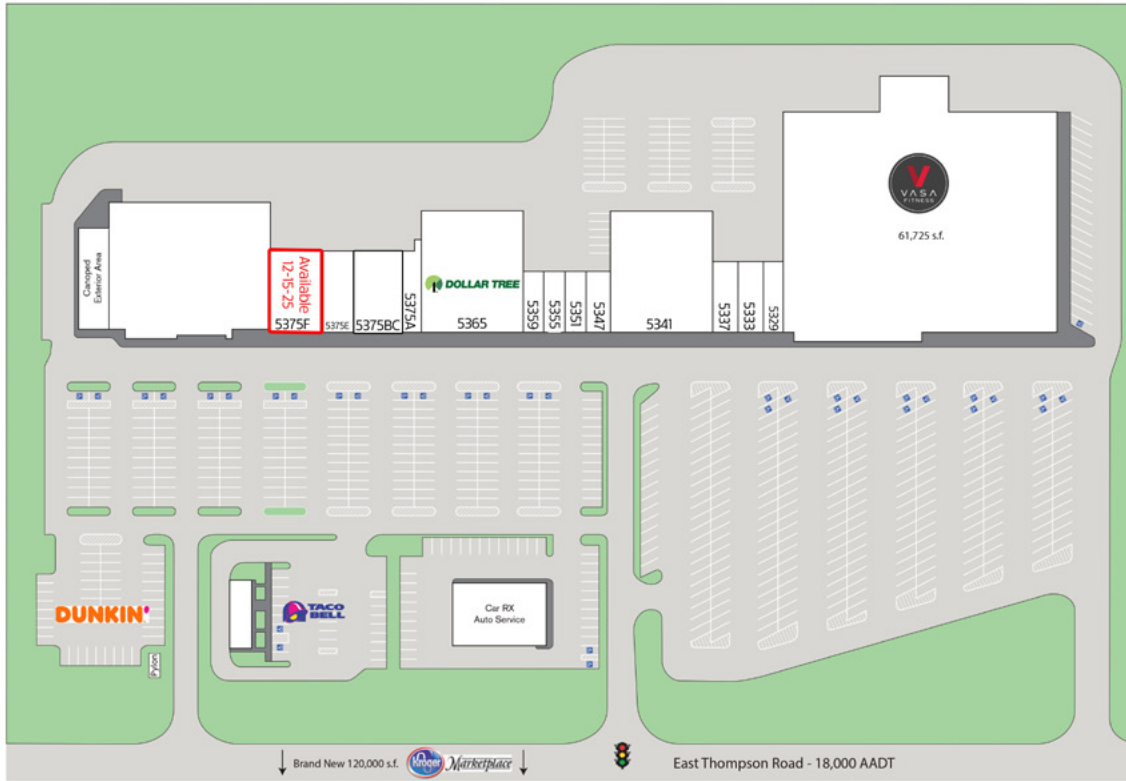 VASA
FITNESS
61,725 s.f.
Canoped
Exterior Area
Available
12-15-25
5375F
5375E
5375BC
5375A
DOLLAR TREE
5365
5359
5355
5351
5347
5341
5337
5333
5329
DUNKIN'
Pylon
TACO
BELL
Car RX
Auto Service
Brand New 120,000 s.f.
Kroger
Marketplace
East Thompson Road - 18,000 AADT